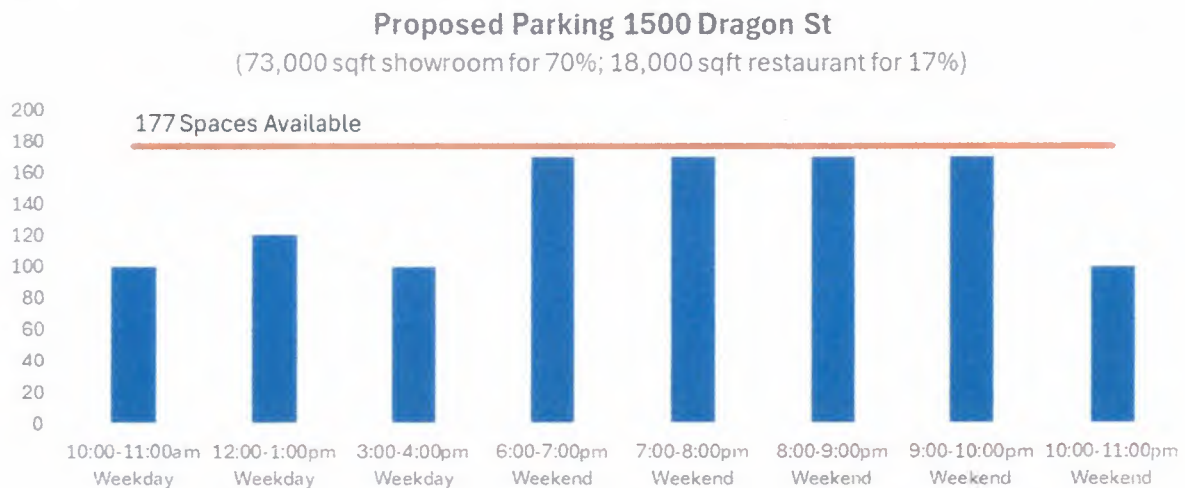 Proposed Parking 1500 Dragon St
(73,000 sqft showroom for 70%; 18,000 sqft restaurant for 17%)
200
177 Spaces Available
180
160
140
120
100
80
60
40
20
0
10:00-11:00am 12:00-1:00pm 3:00-4:00pm 6:00-7:00pm 7:00-8:00pm 8:00-9:00pm 9:00-10:00pm 10:00-11:00pm
Weekday Weekday Weekday Weekend Weekend Weekend Weekend Weekend